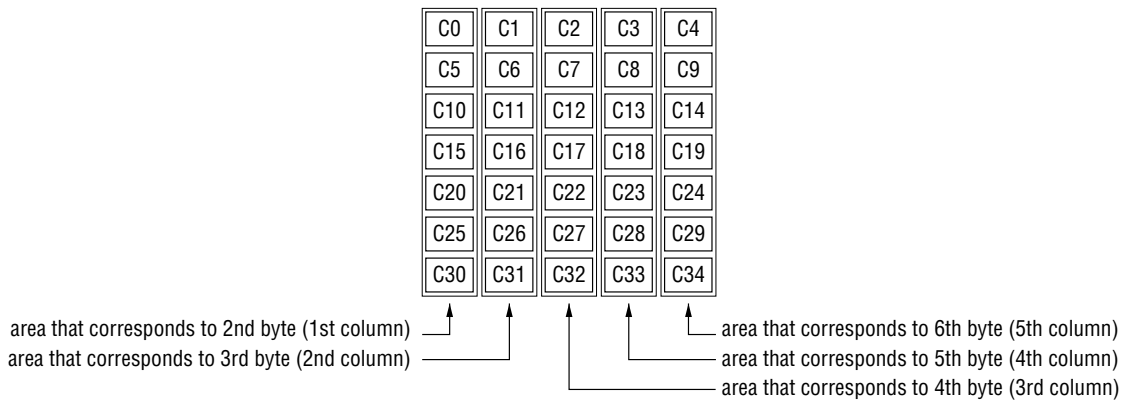 C0 C1 C2 C3 C4
C5 C6 C7 C8 C9
C10 C11 C12 C13 C14
C15 C16 C17 C18 C19
C20 C21 C22 C23 C24
C25 C26 C27 C28 C29
C30 C31 C32 C33 C34
area that corresponds to 2nd byte (1st column)
area that corresponds to 3rd byte (2nd column)
area that corresponds to 6th byte (5th column)
area that corresponds to 5th byte (4th column)
area that corresponds to 4th byte (3rd column)